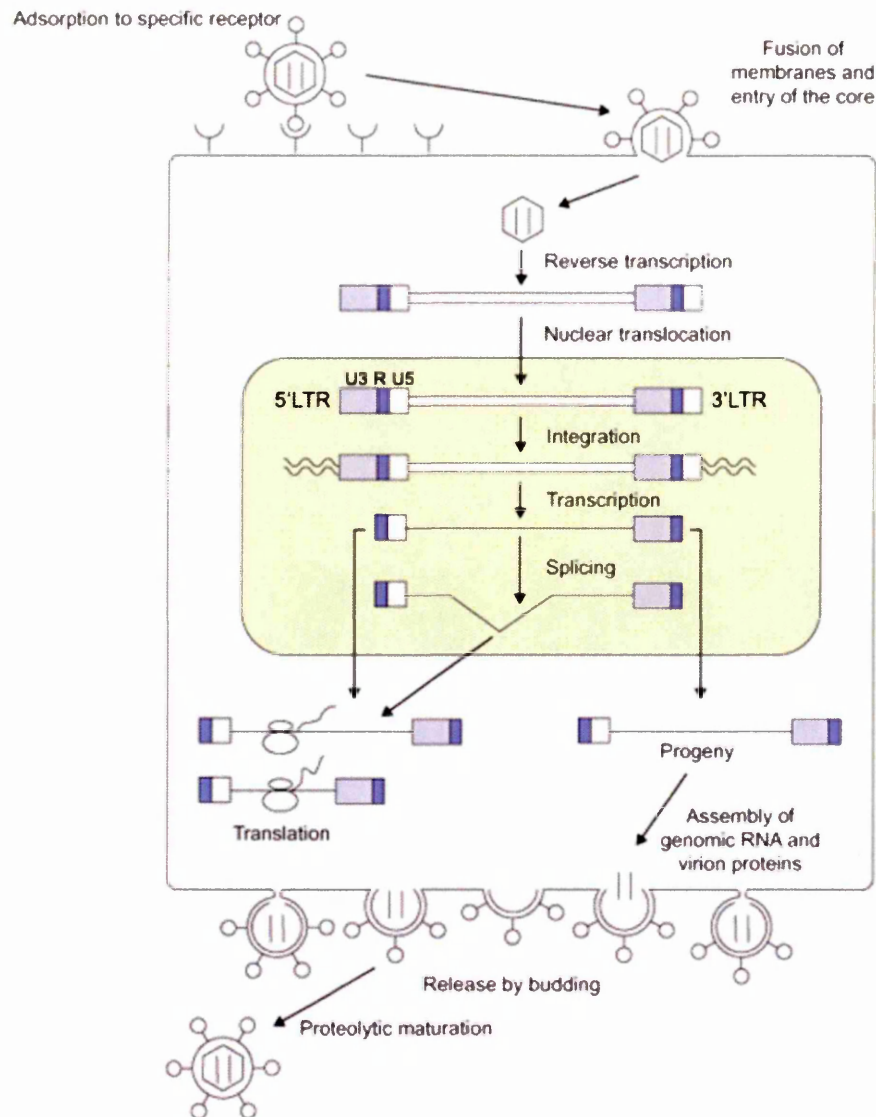 Adsorption to specific receptor
Fusion of
membranes and
entry of the core
Reverse transcription
Nuclear translocation
U3 R U5
5'LTR
3'LTR
Integration
Transcription
Splicing
Progeny
Translation
Assembly of
genomic RNA and
virion proteins
Release by budding
Proteolytic maturation